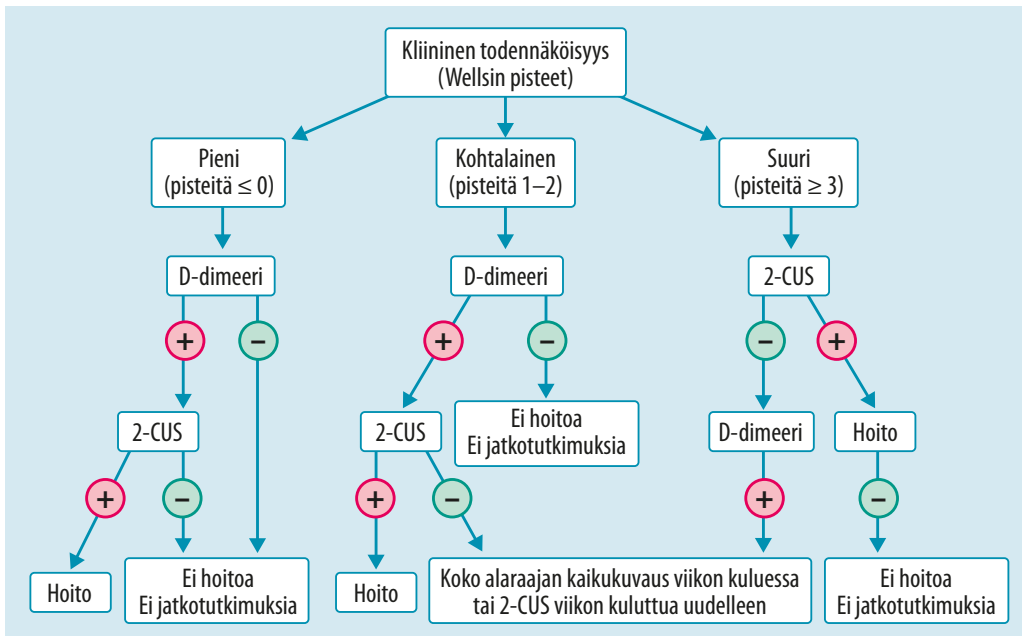 Kliininen todennäköisyys
(Wellsin pisteet)
Pieni
(pisteitä ≤ 0)
Kohtalainen
(pisteitä 1–2)
Suuri
(pisteitä ≥ 3)
D-dimeeri
D-dimeeri
2-CUS
+
–
+
–
–
+
2-CUS
2-CUS
Ei hoitoa
Ei jatkotutkimuksia
D-dimeeri
Hoito
+
–
+
–
+
–
Hoito
Ei hoitoa
Ei jatkotutkimuksia
Hoito
Koko alaraajan kaikukuvaus viikon kuluessa
tai 2-CUS viikon kuluttua uudelleen
Ei hoitoa
Ei jatkotutkimuksia